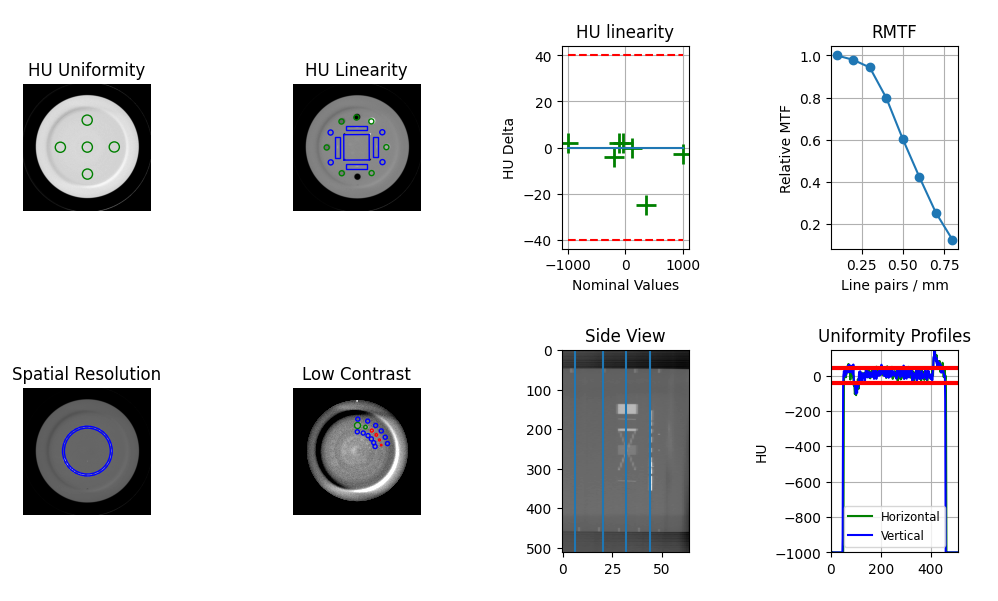 HU Uniformity
HU Linearity
HU linearity
40
20
0
−20
−40
HU Delta
−1000
0
1000
Nominal Values
RMTF
1.0
0.8
0.6
0.4
0.2
Relative MTF
0.25
0.50
0.75
Line pairs / mm
Spatial Resolution
Low Contrast
Side View
0
100
200
300
400
500
0
25
50
Uniformity Profiles
0
−200
−400
−600
−800
−1000
HU
Horizontal
Vertical
0
200
400